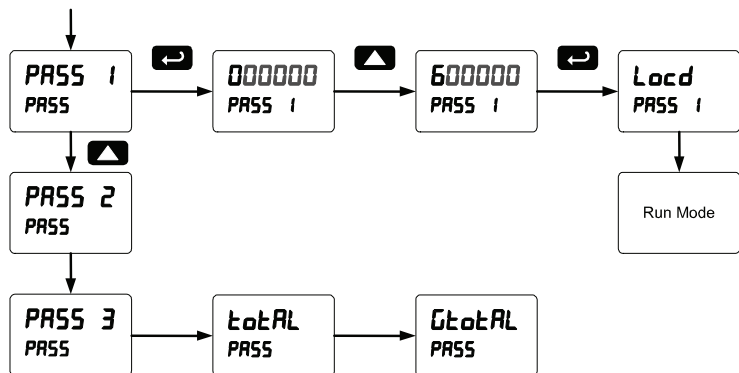 PASS 1
PASS
000000
PASS 1
600000
PASS 1
Locd
PASS 1
PASS 2
PASS
Run Mode
PASS 3
PASS
totAL
PASS
GtotAL
PASS